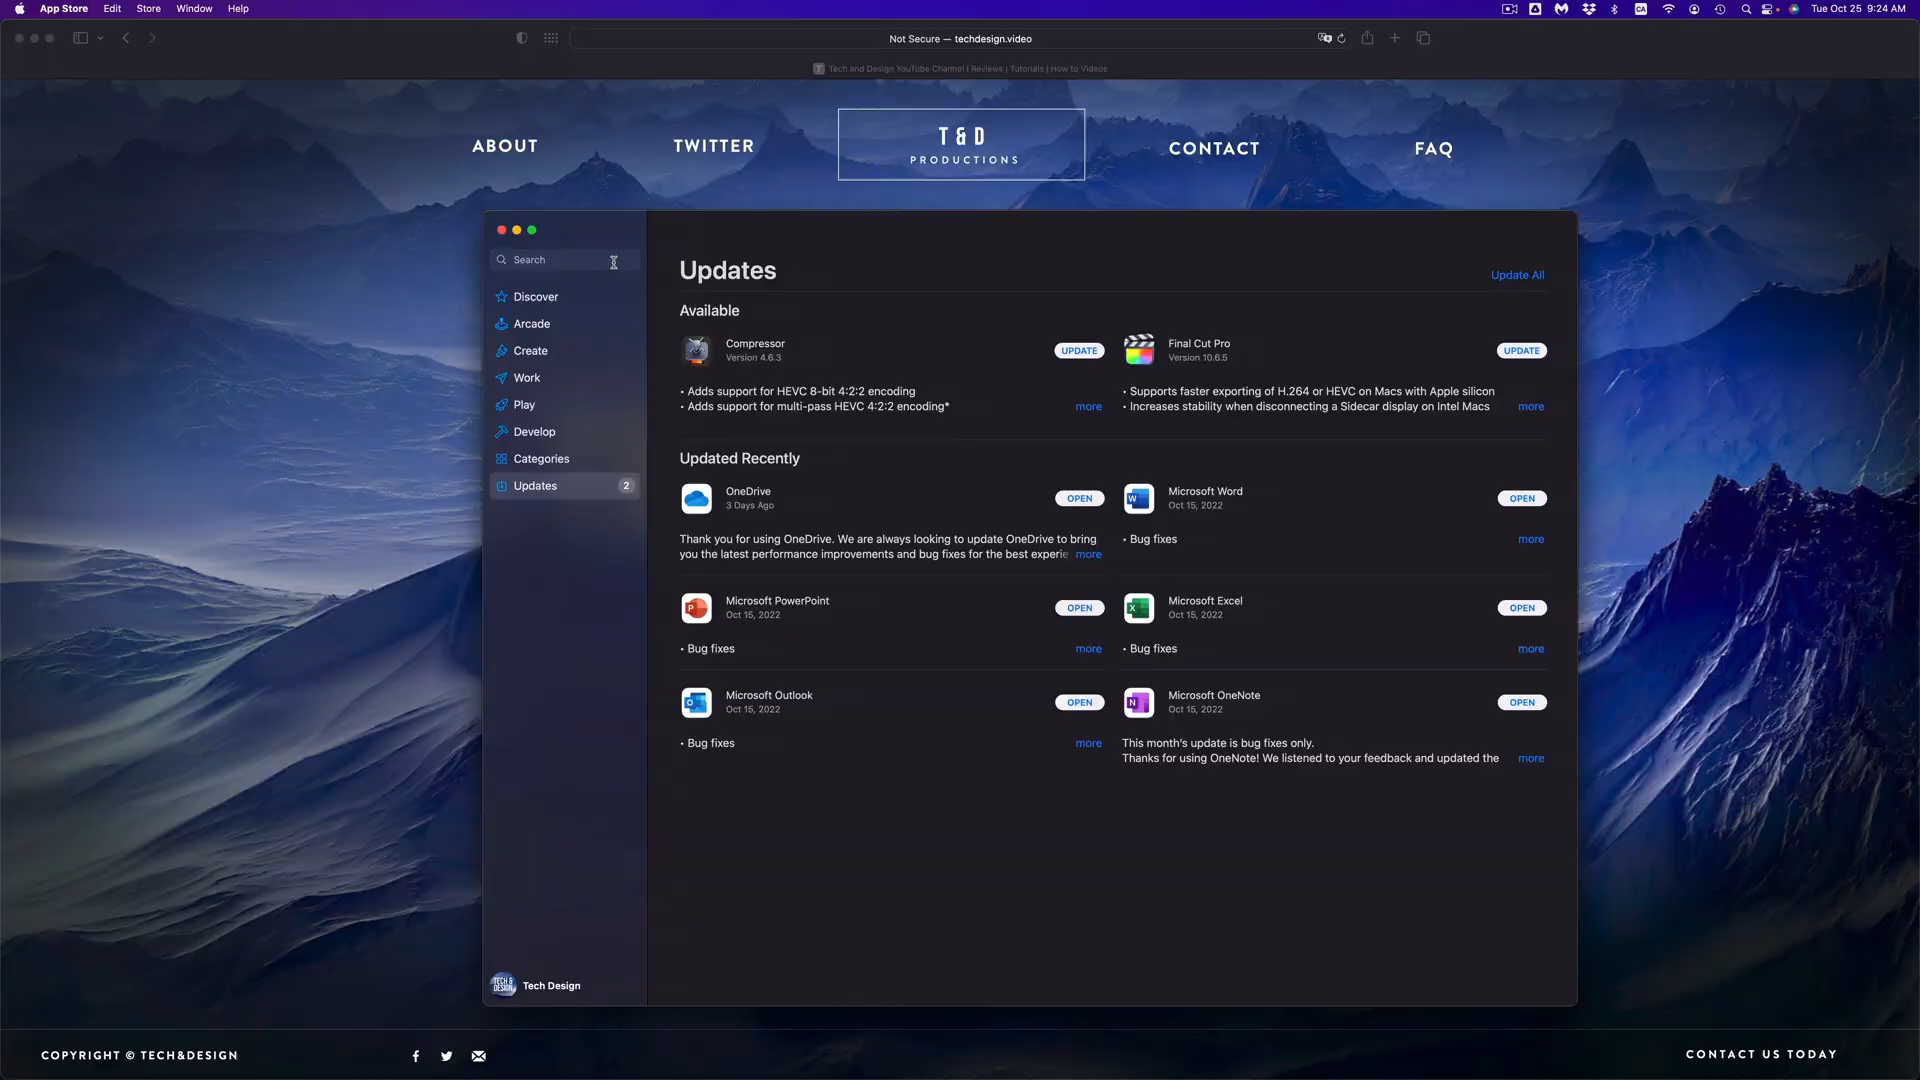 App Store Edit Store Window Help
Tue Oct 25 9:24 AM
Not Secure — techdesign.video
T Tech and Design YouTube Channel | Reviews | Tutorials | How to Videos
ABOUT
TWITTER
T & D
PRODUCTIONS
CONTACT
FAQ
Search
Discover
Arcade
Create
Work
Play
Develop
Categories
Updates 2
TECH & DESIGN
Tech Design
Updates
Update All
Available
Compressor
Version 4.6.3
UPDATE
• Adds support for HEVC 8-bit 4:2:2 encoding
• Adds support for multi-pass HEVC 4:2:2 encoding*
more
Final Cut Pro
Version 10.6.5
UPDATE
• Supports faster exporting of H.264 or HEVC on Macs with Apple silicon
• Increases stability when disconnecting a Sidecar display on Intel Macs
more
Updated Recently
OneDrive
3 Days Ago
OPEN
Thank you for using OneDrive. We are always looking to update OneDrive to bring
you the latest performance improvements and bug fixes for the best experie more
Microsoft Word
Oct 15, 2022
OPEN
• Bug fixes
more
Microsoft PowerPoint
Oct 15, 2022
OPEN
• Bug fixes
more
Microsoft Excel
Oct 15, 2022
OPEN
• Bug fixes
more
Microsoft Outlook
Oct 15, 2022
OPEN
• Bug fixes
more
Microsoft OneNote
Oct 15, 2022
OPEN
This month's update is bug fixes only.
Thanks for using OneNote! We listened to your feedback and updated the more
COPYRIGHT © TECH&DESIGN
CONTACT US TODAY